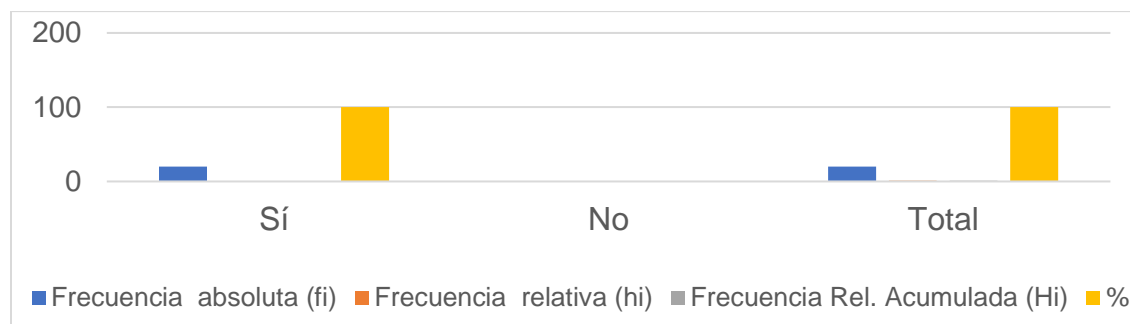 200
100
0
Sí No Total
Frecuencia absoluta (fi) Frecuencia relativa (hi) Frecuencia Rel. Acumulada (Hi) %